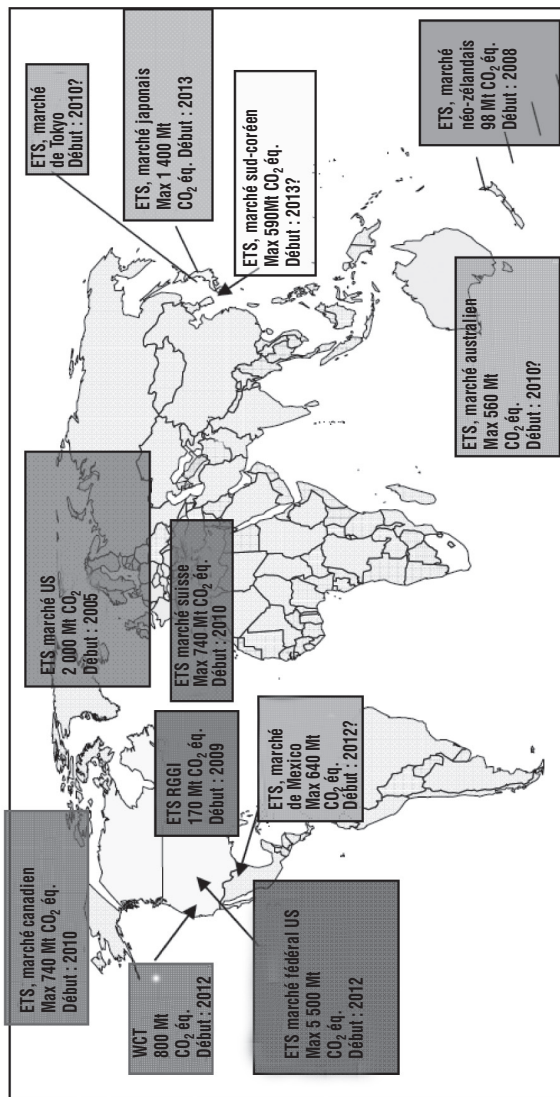 ETS, marché canadien
Max 740 Mt CO₂ éq.
Début : 2010
WCT
800 Mt
CO₂ éq.
Début : 2012
ETS marché fédéral US
Max 5 500 Mt
CO₂ éq.
Début : 2012
ETS RGGI
170 Mt CO₂ éq.
Début : 2009
ETS, marché
de Mexico
Max 640 Mt
CO₂ éq.
Début : 2012?
ETS marché US
2 000 Mt CO₂
Début : 2005
ETS marché suisse
Max 740 Mt CO₂ éq.
Début : 2010
ETS, marché
de Tokyo
Début : 2010?
ETS, marché japonais
Max 1 400 Mt
CO₂ éq. Début : 2013
ETS, marché sud-coréen
Max 590Mt CO₂ éq.
Début : 2013?
ETS, marché australien
Max 560 Mt
CO₂ éq.
Début : 2010?
ETS, marché
néo-zélandais
98 Mt CO₂ éq.
Début : 2008